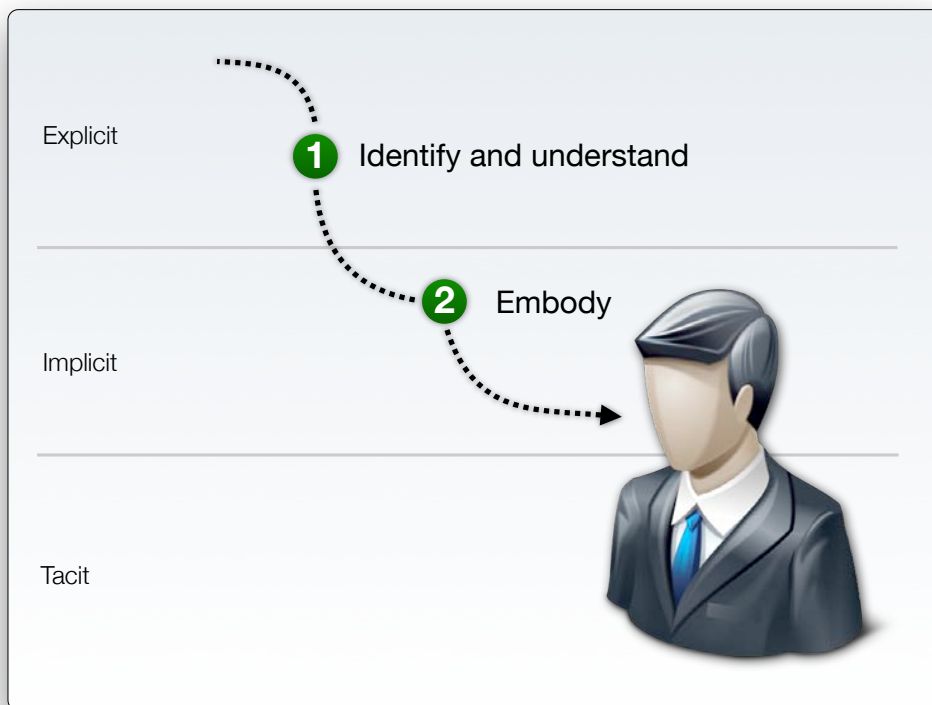 Explicit
1 Identify and understand
2 Embody
Implicit
Tacit